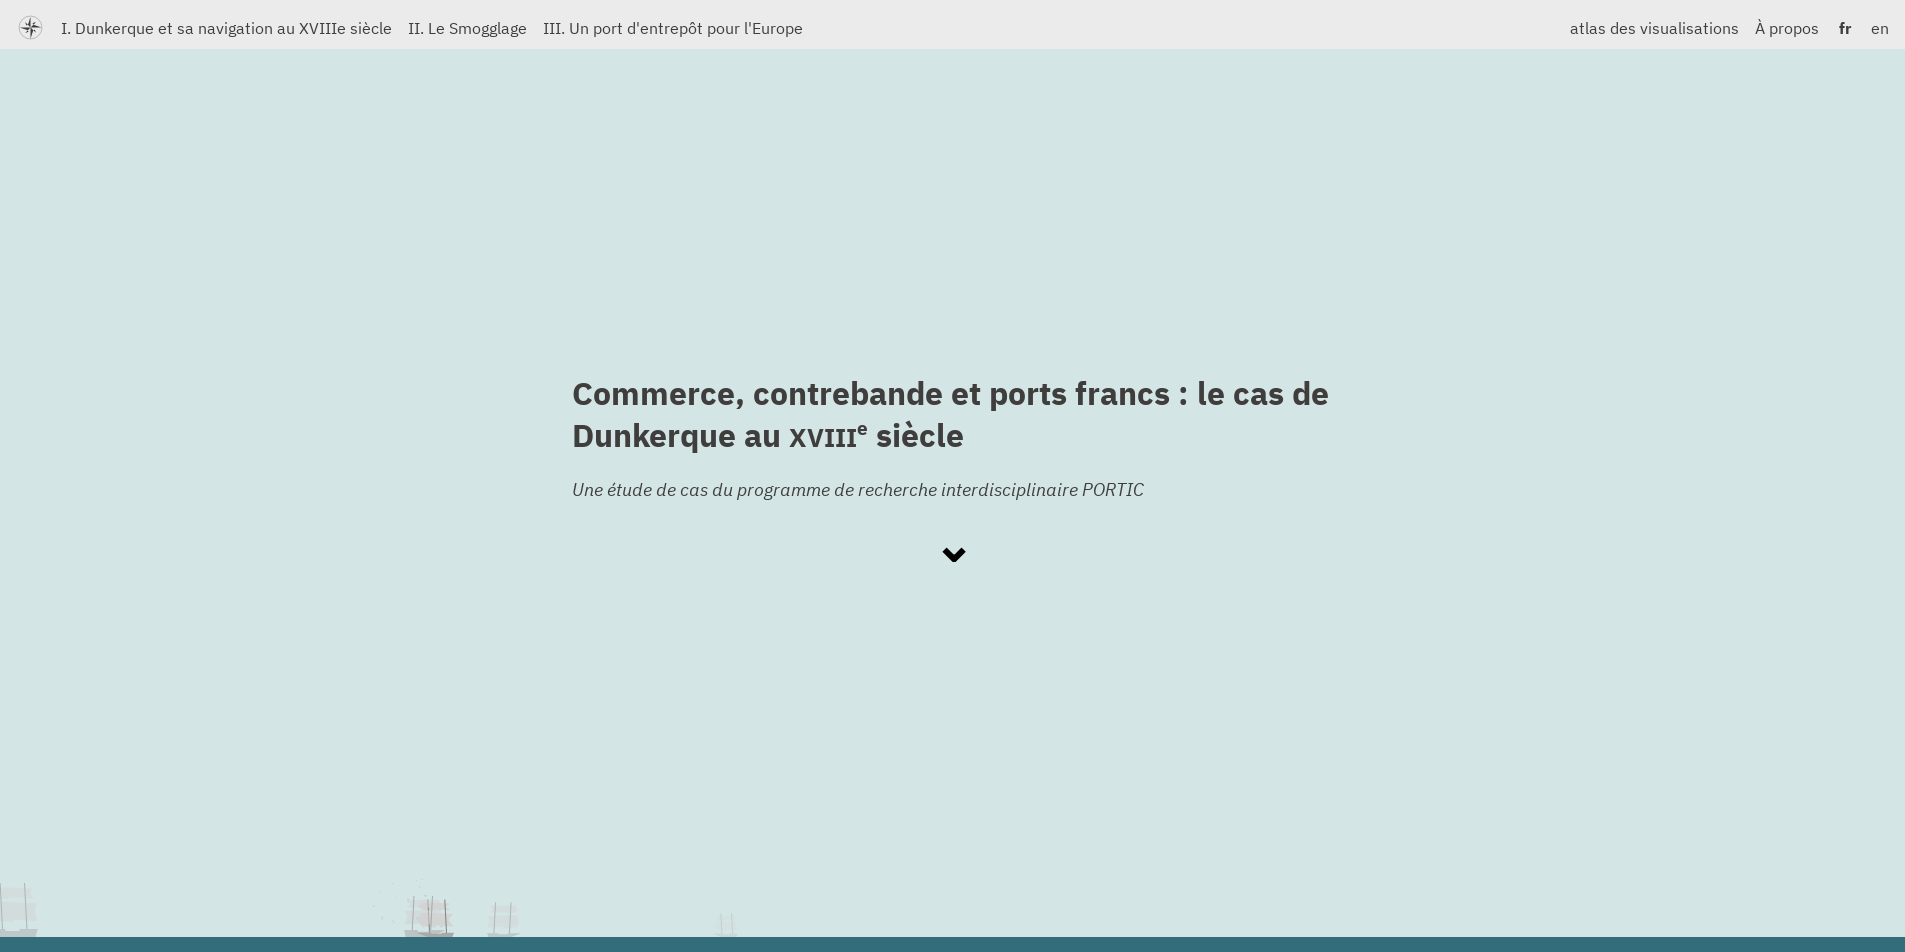 I. Dunkerque et sa navigation au XVIIIe siècle II. Le Smogglage III. Un port d'entrepôt pour l'Europe atlas des visualisations À propos fr en
Commerce, contrebande et ports francs : le cas de
Dunkerque au XVIIIe siècle
Une étude de cas du programme de recherche interdisciplinaire PORTIC